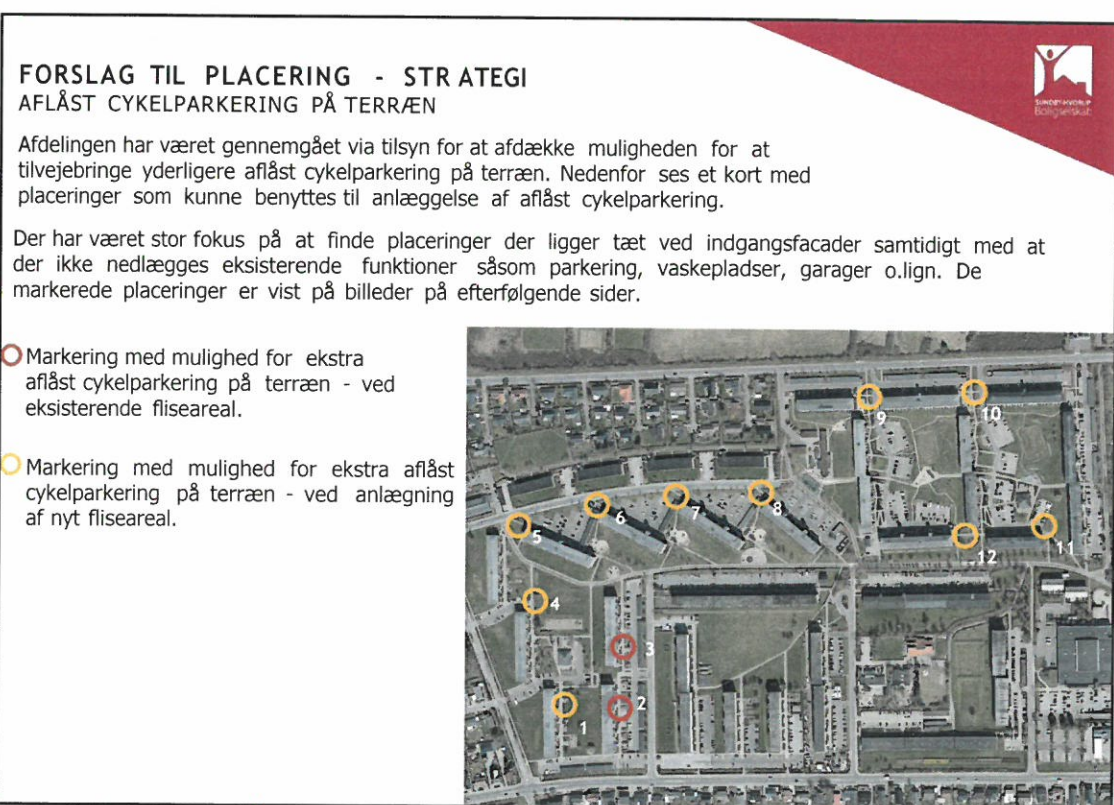 FORSLAG TIL PLACERING - STR ATEGI
AFLÅST CYKELPARKERING PÅ TERRÆN
Boligselskab
Afdelingen har været gennemgået via tilsyn for at afdække muligheden for at
tilvejebringe yderligere aflåst cykelparkering på terræn. Nedenfor ses et kort med
placeringer som kunne benyttes til anlæggelse af aflåst cykelparkering.
Der har været stor fokus på at finde placeringer der ligger tæt ved indgangsfacader samtidigt med at
der ikke nedlægges eksisterende funktioner såsom parkering, vaskepladser, garager o.lign. De
markerede placeringer er vist på billeder på efterfølgende sider.
Markering med mulighed for ekstra
aflåst cykelparkering på terræn - ved
eksisterende fliseareal.
Markering med mulighed for ekstra aflåst
cykelparkering på terræn - ved anlægning
af nyt fliseareal.
9
10
8
7
6
5
12
11
4
3
2
1